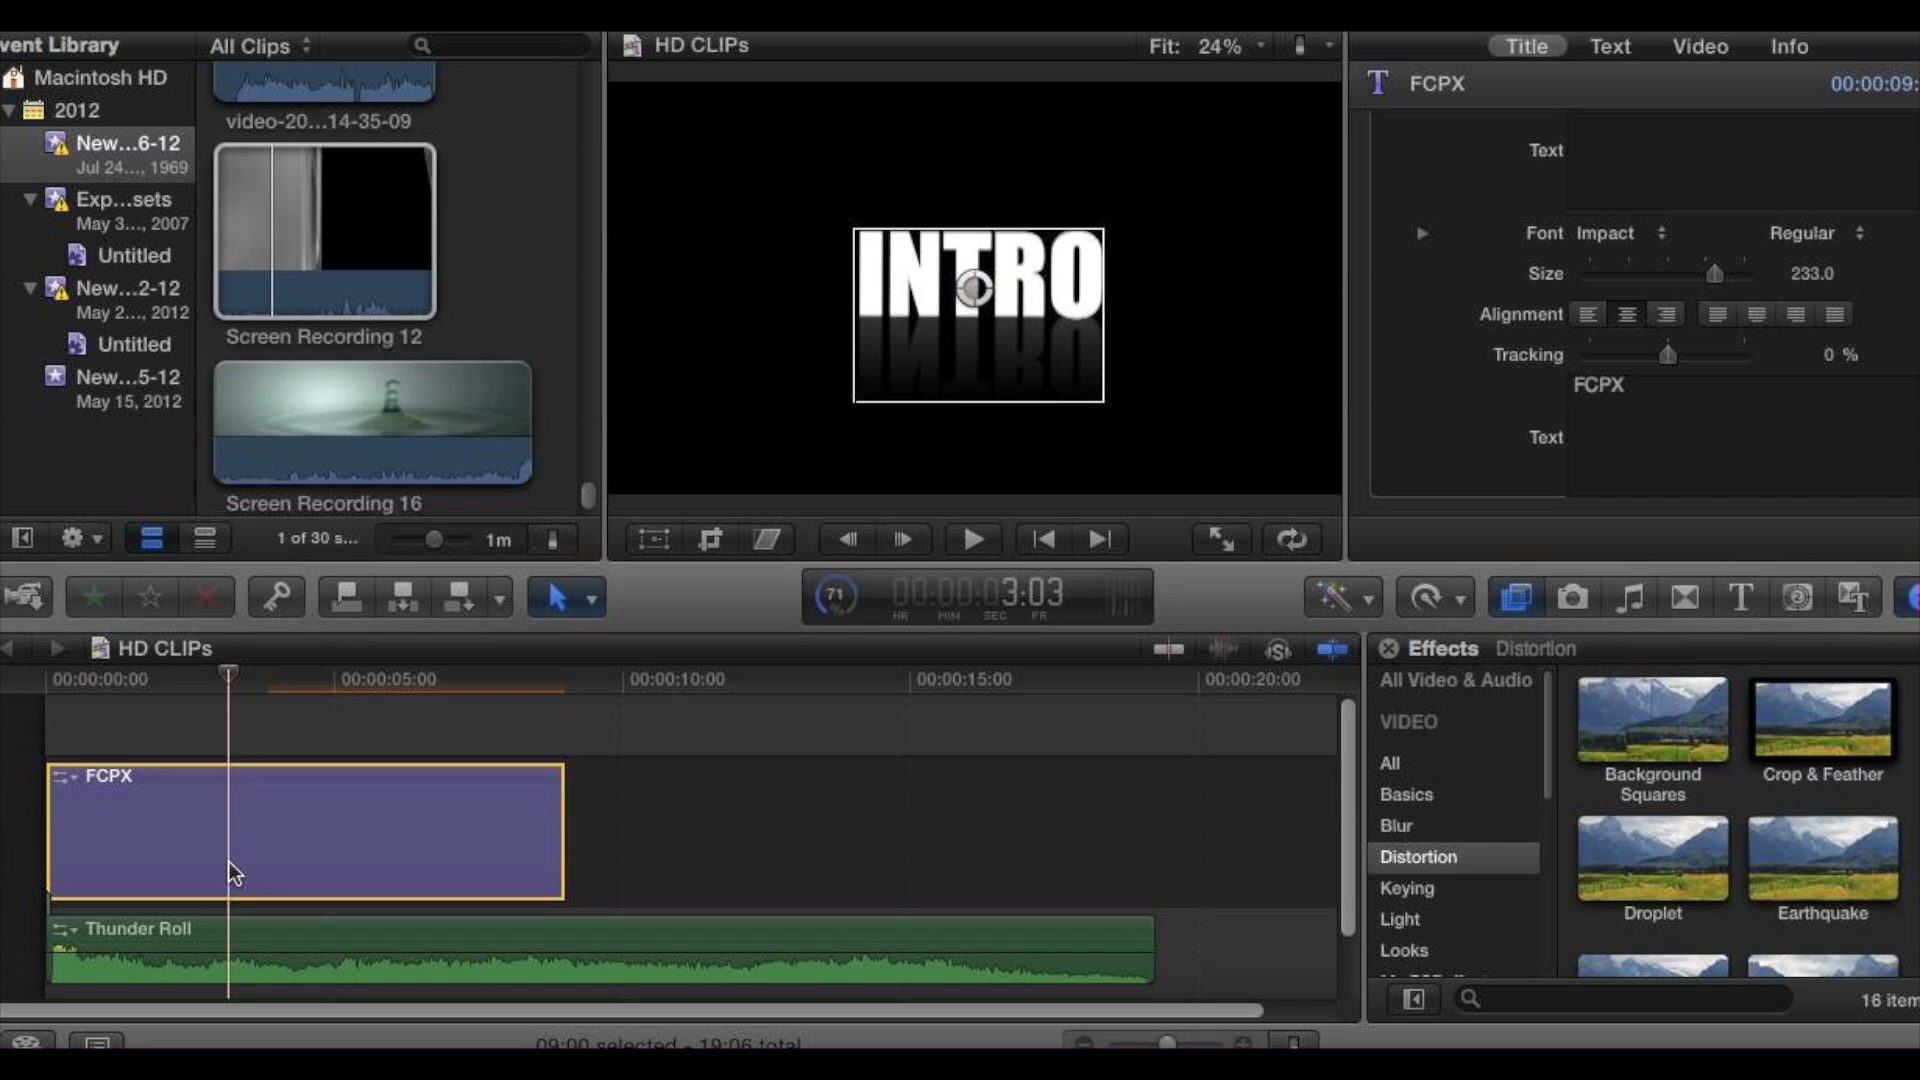 vent Library
All Clips
Macintosh HD
2012
New...6-12
Jul 24..., 1969
Exp...sets
May 3..., 2007
Untitled
New...2-12
May 2..., 2012
Untitled
New...5-12
May 15, 2012
video-20...14-35-09
Screen Recording 12
Screen Recording 16
1 of 30 s...
1m
HD CLIPs
Fit: 24%
INTRO
Title Text Video Info
T FCPX 00:00:09:
Text
Font Impact Regular
Size 233.0
Alignment
Tracking 0 %
FCPX
Text
71
%
00:00:03:03
HR MIN SEC FR
T
HD CLIPs
00:00:00:00 00:00:05:00 00:00:10:00 00:00:15:00 00:00:20:00
FCPX
Thunder Roll
09:00 selected - 19:06 total
Effects Distortion
All Video & Audio
VIDEO
All
Basics
Blur
Distortion
Keying
Light
Looks
Background
Squares
Crop & Feather
Droplet
Earthquake
16 item